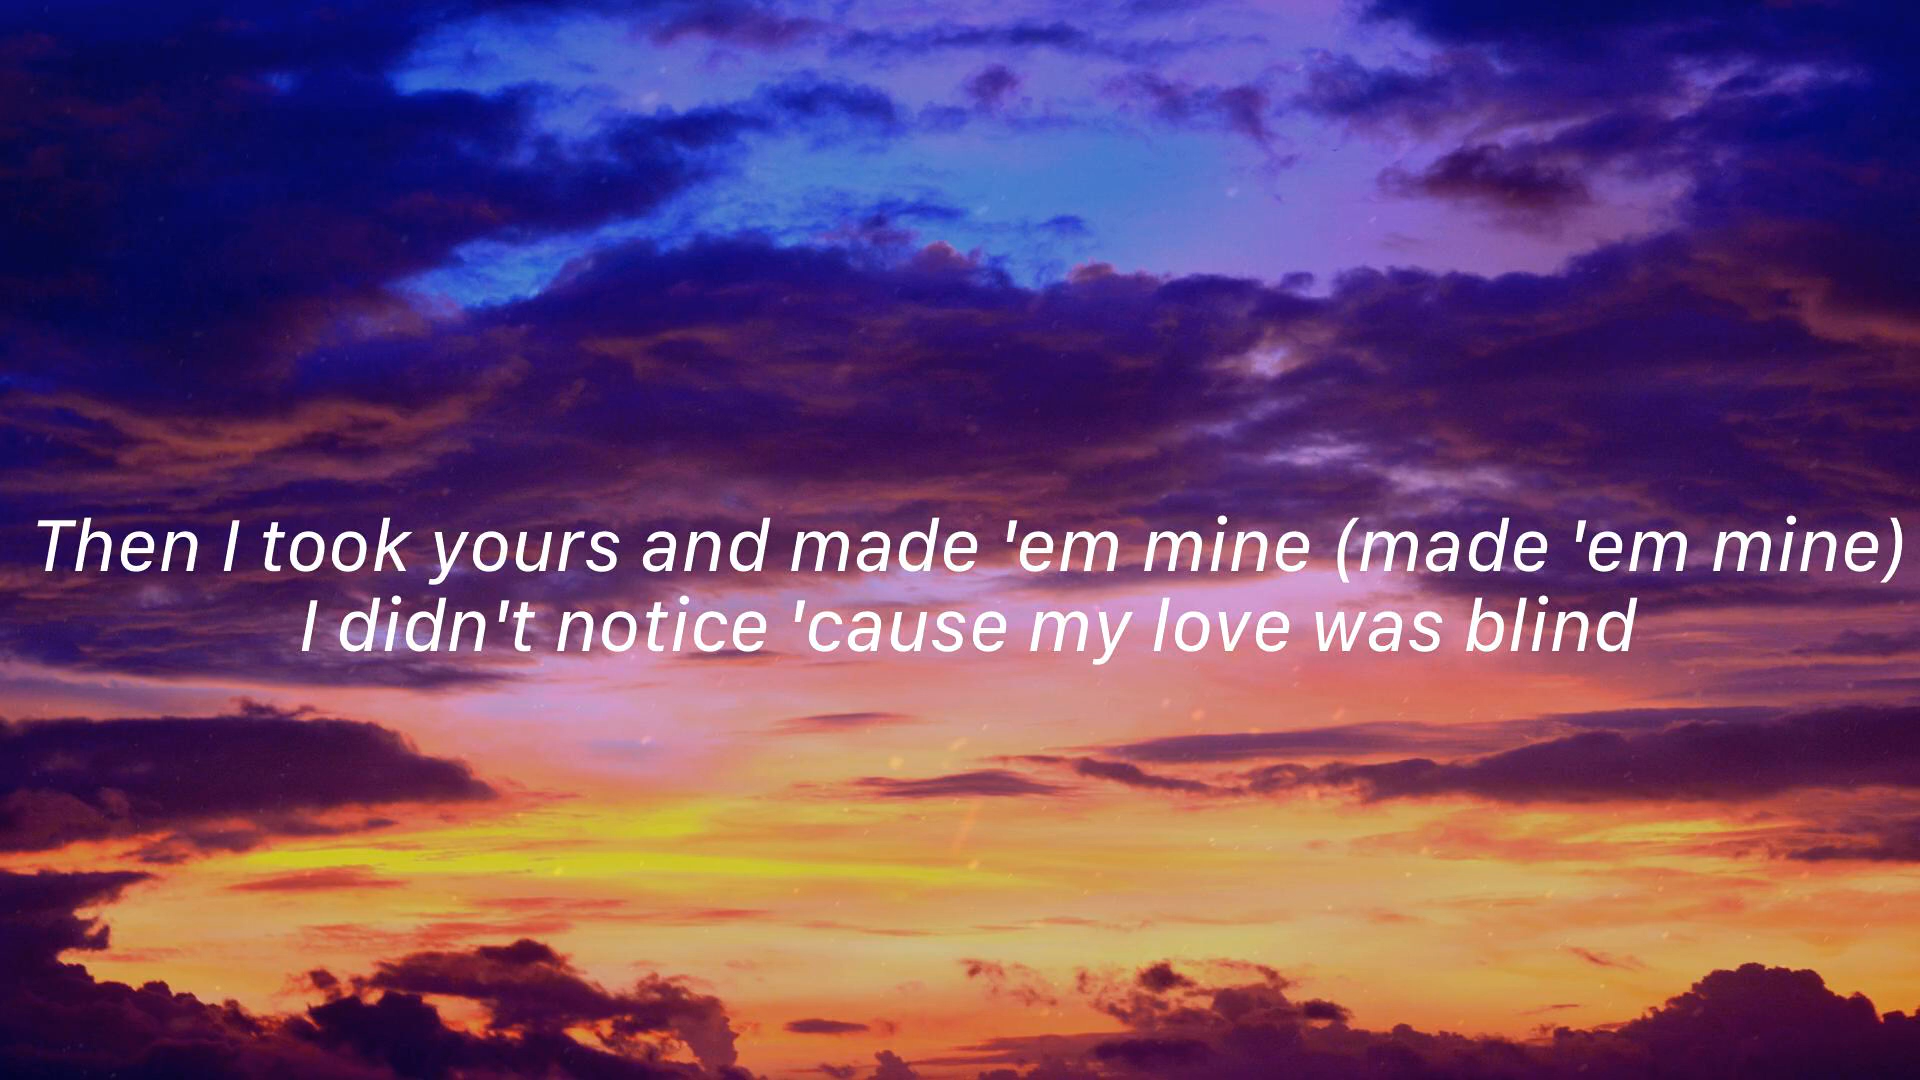 Then I took yours and made 'em mine (made 'em mine)
I didn't notice 'cause my love was blind